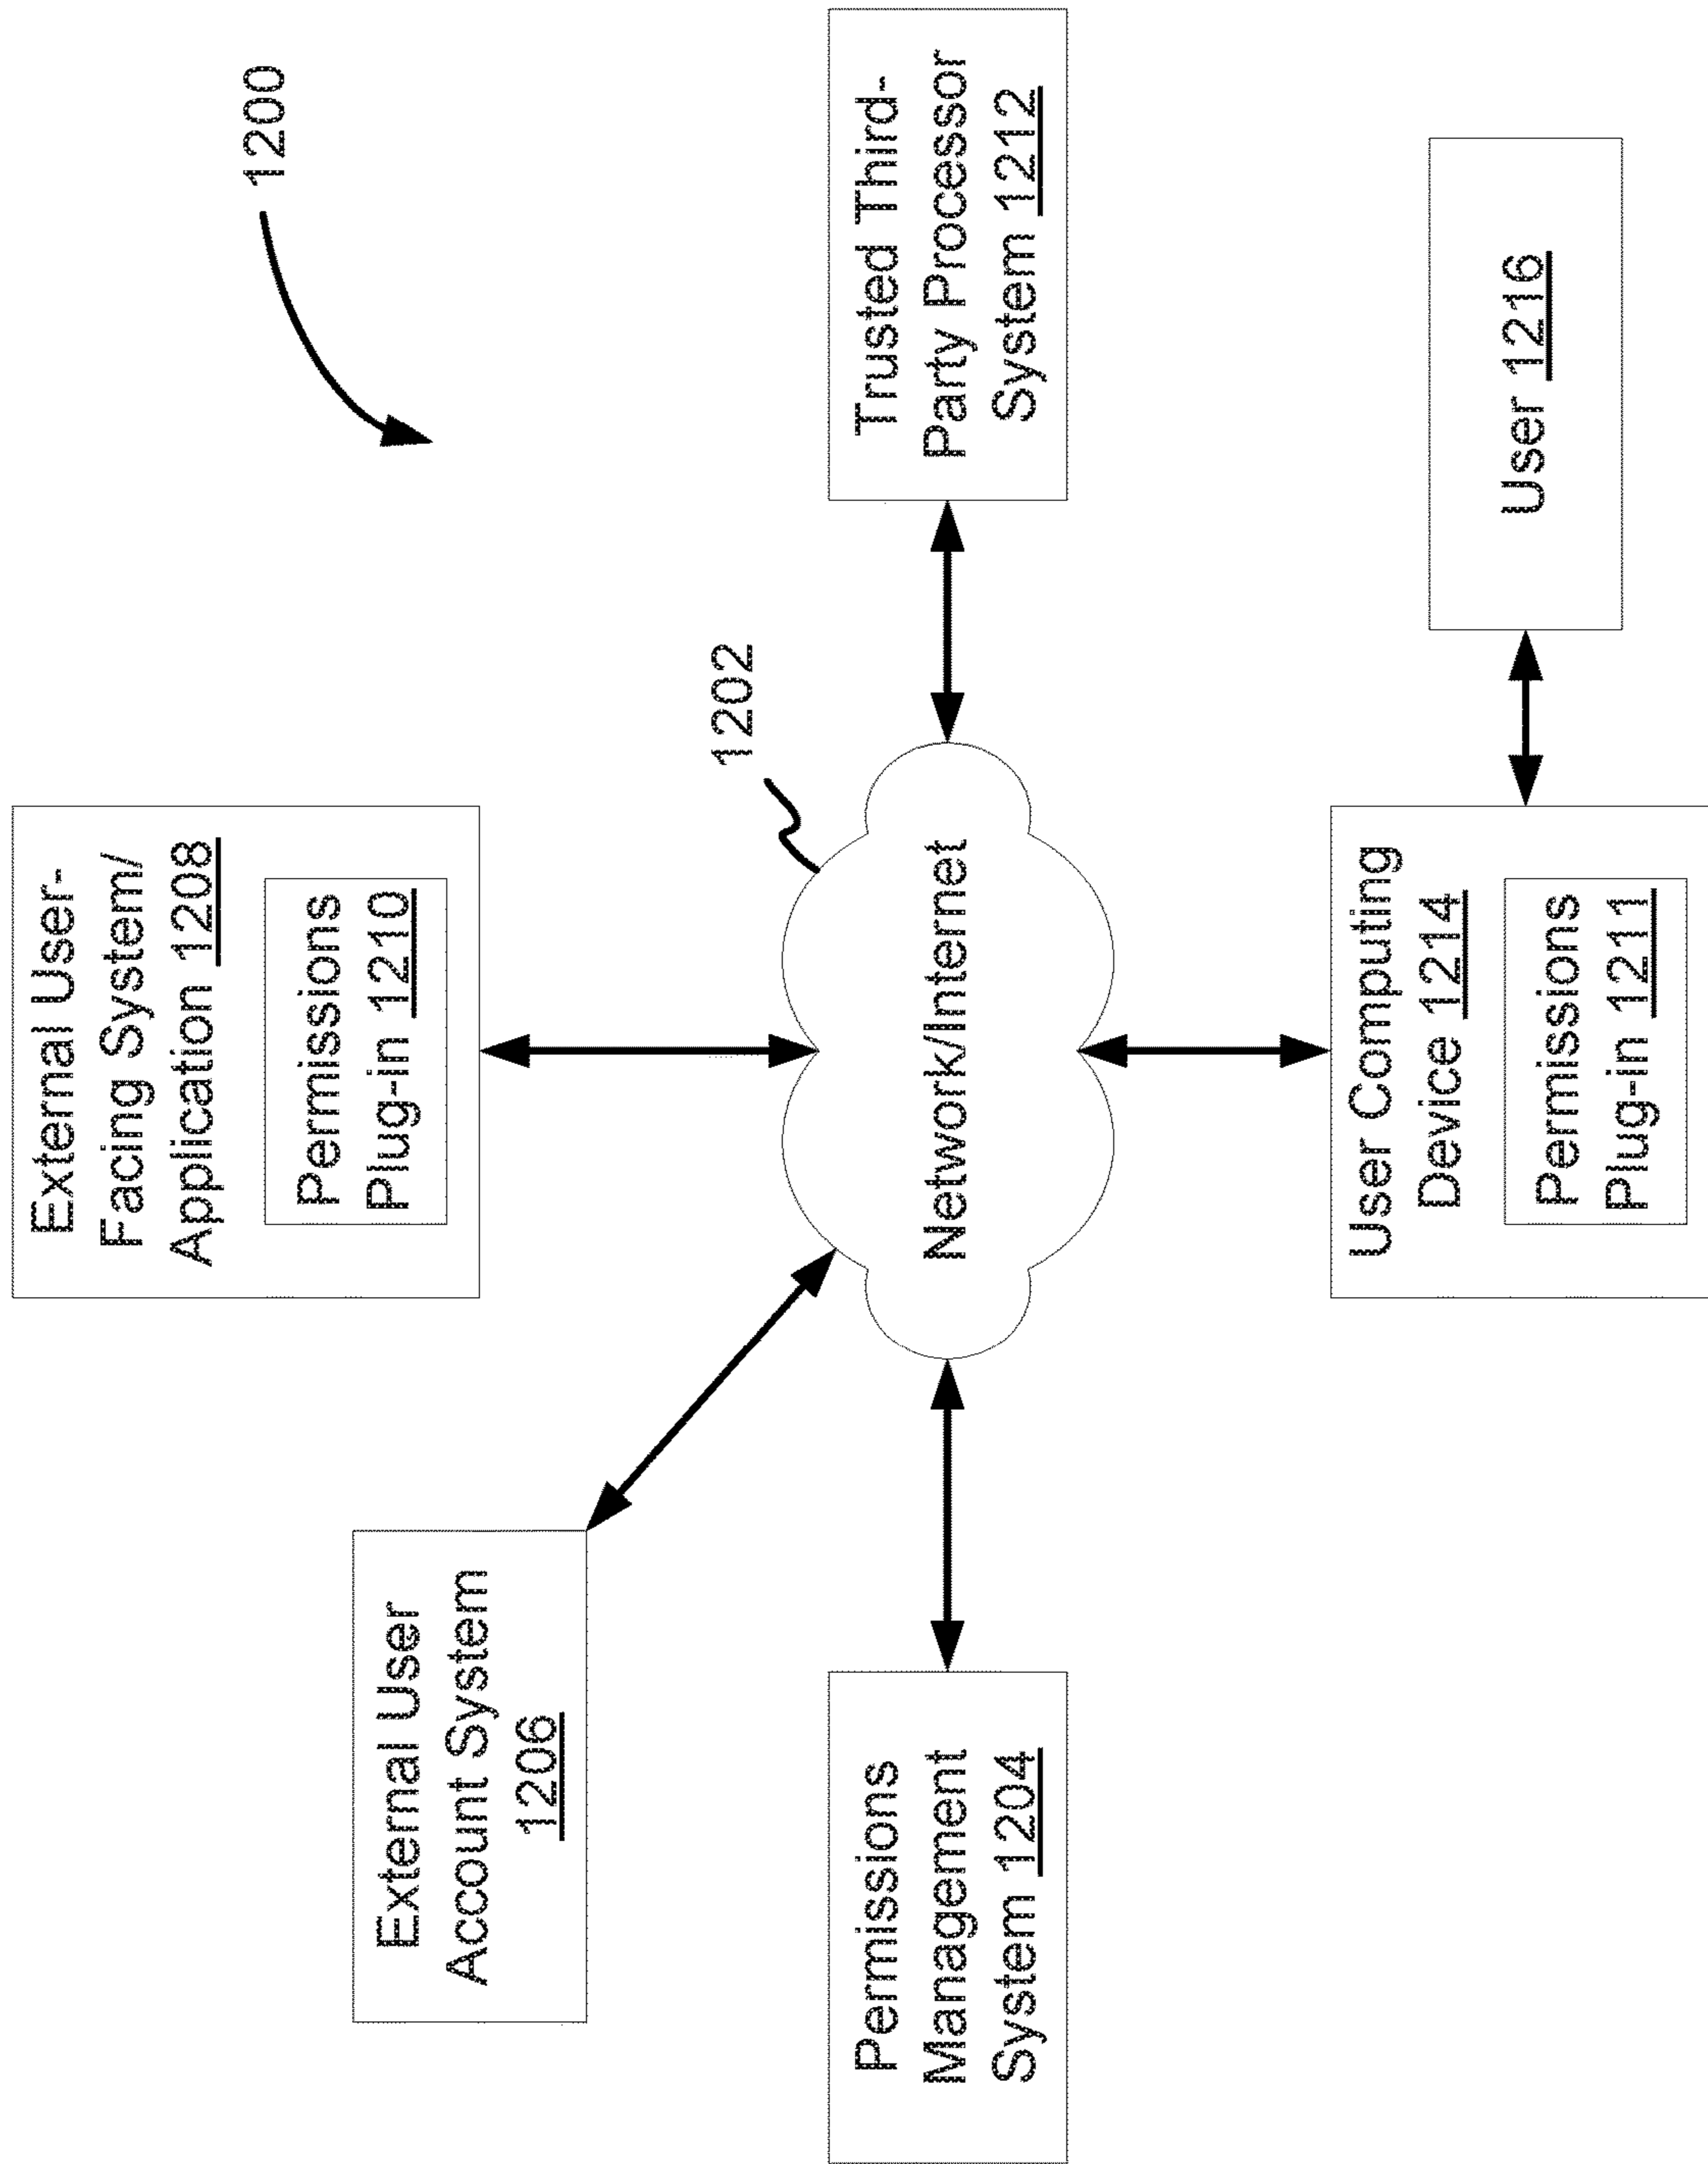 1200
External User-
Facing System/
Application 1208
Permissions
Plug-in 1210
External User
Account System
1206
1202
Permissions
Management
System 1204
Network/Internet
Trusted Third-
Party Processor
System 1212
User Computing
Device 1214
Permissions
Plug-in 1211
User 1216